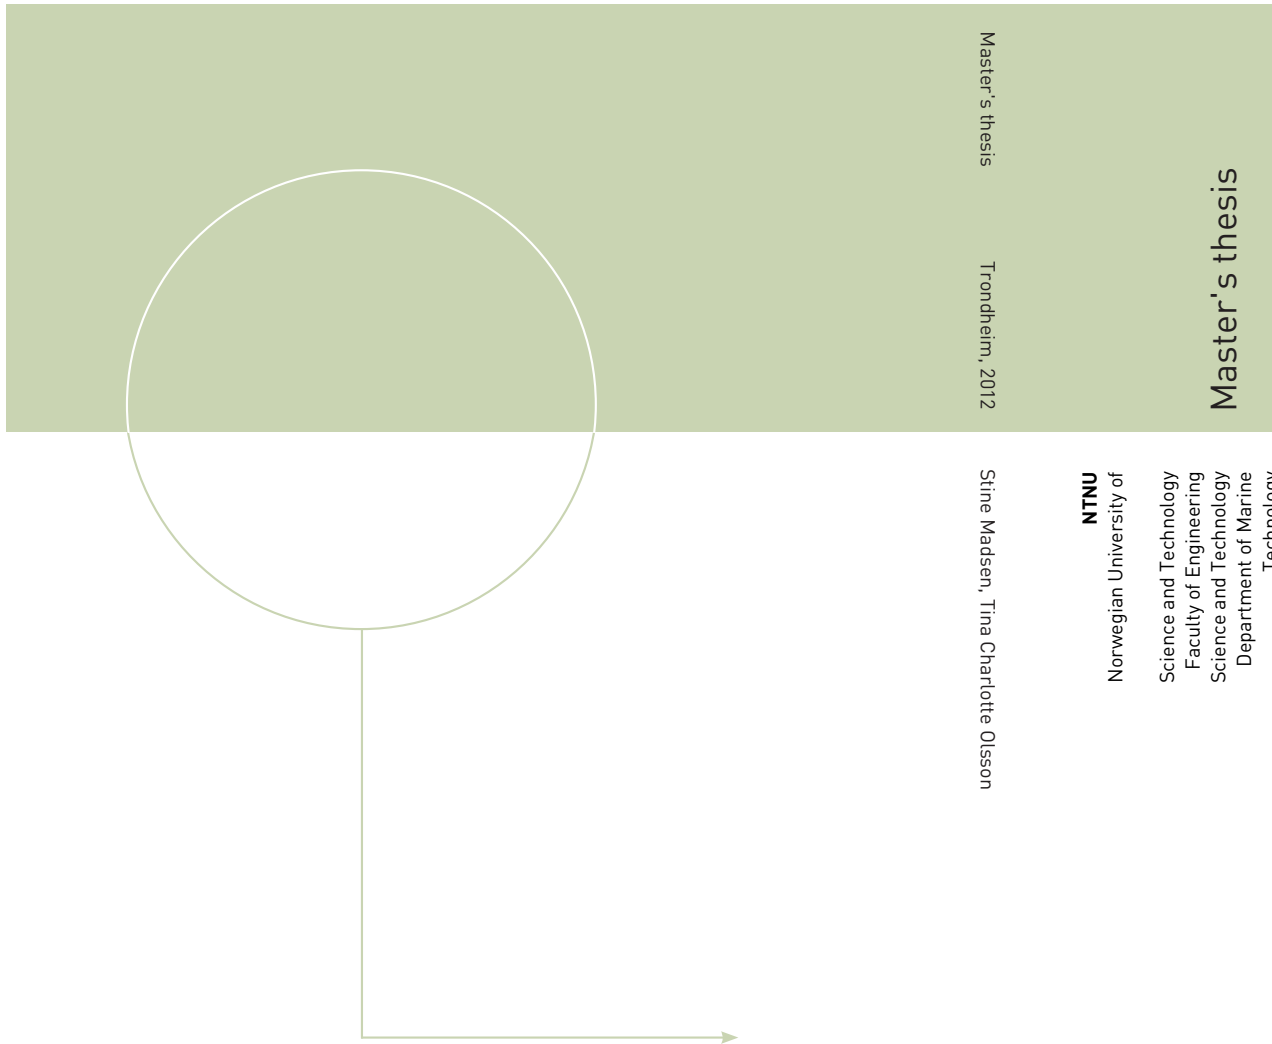 Master's thesis
Trondheim, 2012
Stine Madsen, Tina Charlotte Olsson
Master's thesis
NTNU
Norwegian University of
Science and Technology
Faculty of Engineering
Science and Technology
Department of Marine
Technology